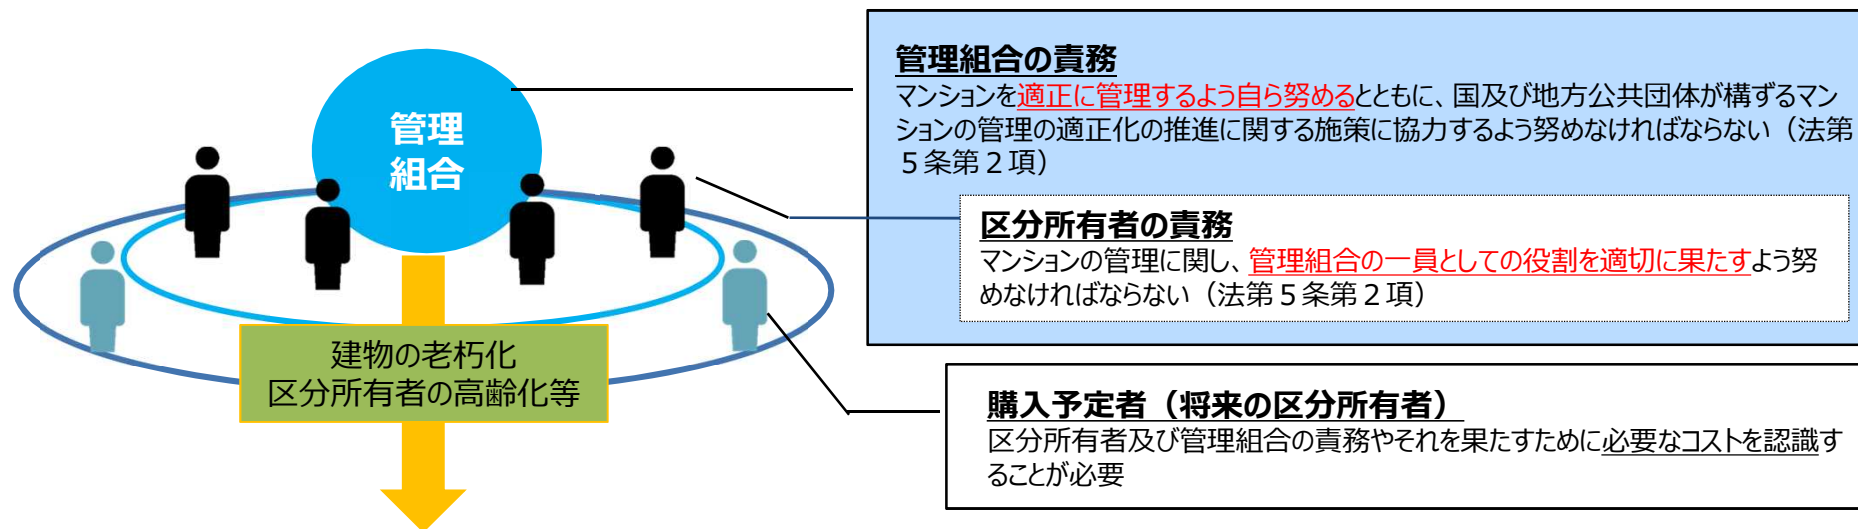 管理
組合
建物の老朽化
区分所有者の高齢化等
管理組合の責務
マンションを適正に管理するよう自ら努めるとともに、国及び地方公共団体が構ずるマン
ションの管理の適正化の推進に関する施策に協力するよう努めなければならない（法第
５条第２項）
区分所有者の責務
マンションの管理に関し、管理組合の一員としての役割を適切に果たすよう努
めなければならない（法第５条第２項）
購入予定者（将来の区分所有者）
区分所有者及び管理組合の責務やそれを果たすために必要なコストを認識す
ることが必要